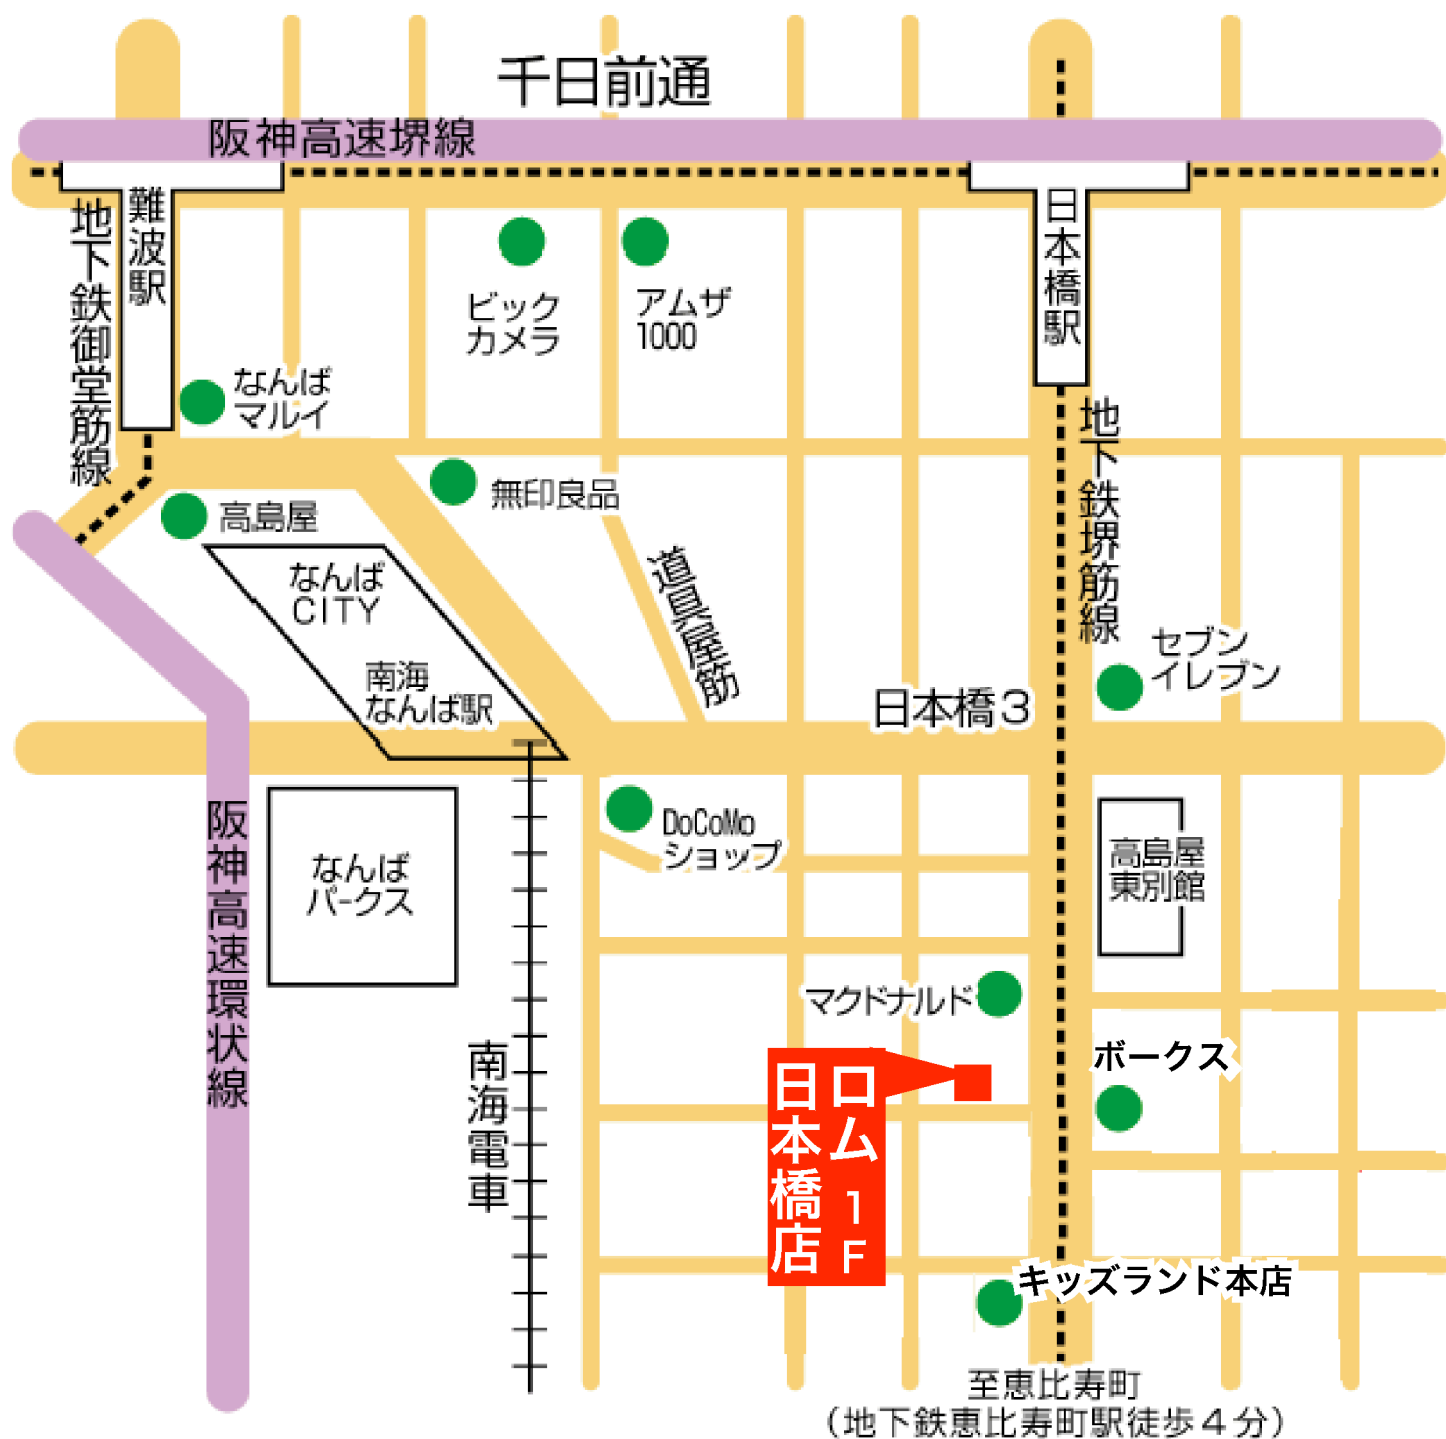 千日前通
阪神高速堺線
難波駅
日本橋駅
地下鉄御堂筋線
ビック
カメラ
アムザ
1000
なんば
マルイ
地下鉄堺筋線
無印良品
高島屋
道具屋筋
なんば
CITY
南海
なんば駅
セブン
イレブン
日本橋3
阪神高速環状線
なんば
パークス
DoCoMo
ショップ
高島屋
東別館
マクドナルド
南海電車
ボークス
ロム 1F
日本橋店
キッズランド本店
至恵比寿町
（地下鉄恵比寿町駅徒歩4分）